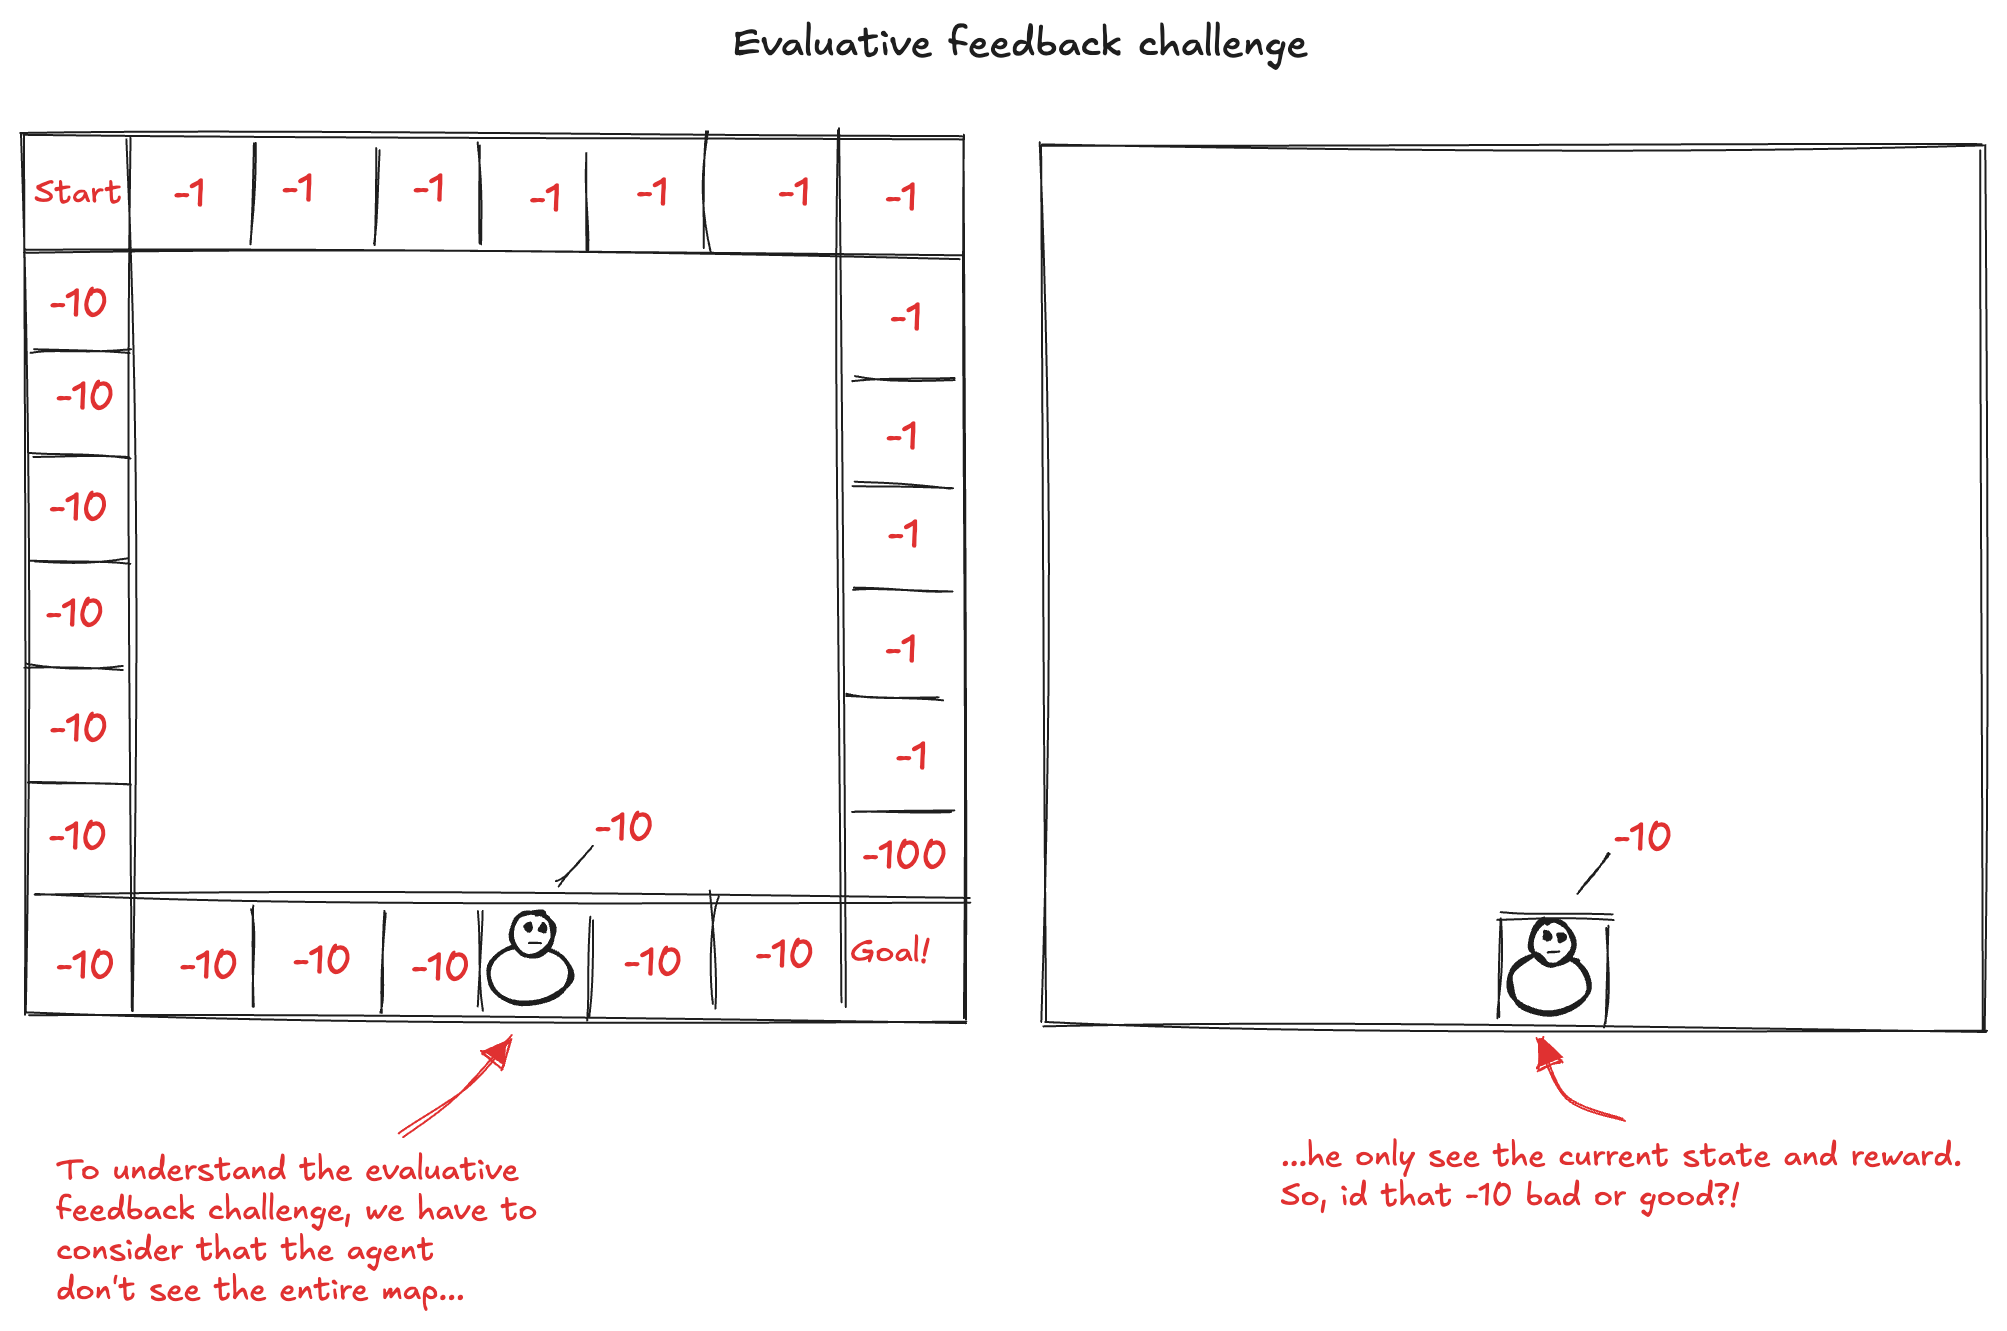 Evaluative feedback challenge
Start -1 -1 -1 -1 -1 -1 -1
-10 -1
-10 -1
-10 -1
-10 -1
-10 -1
-10 -100
-10
-10 -10 -10 -10 -10 -10 Goal!
-10
To understand the evaluative
feedback challenge, we have to
consider that the agent
don't see the entire map...
...he only see the current state and reward.
So, id that -10 bad or good?!